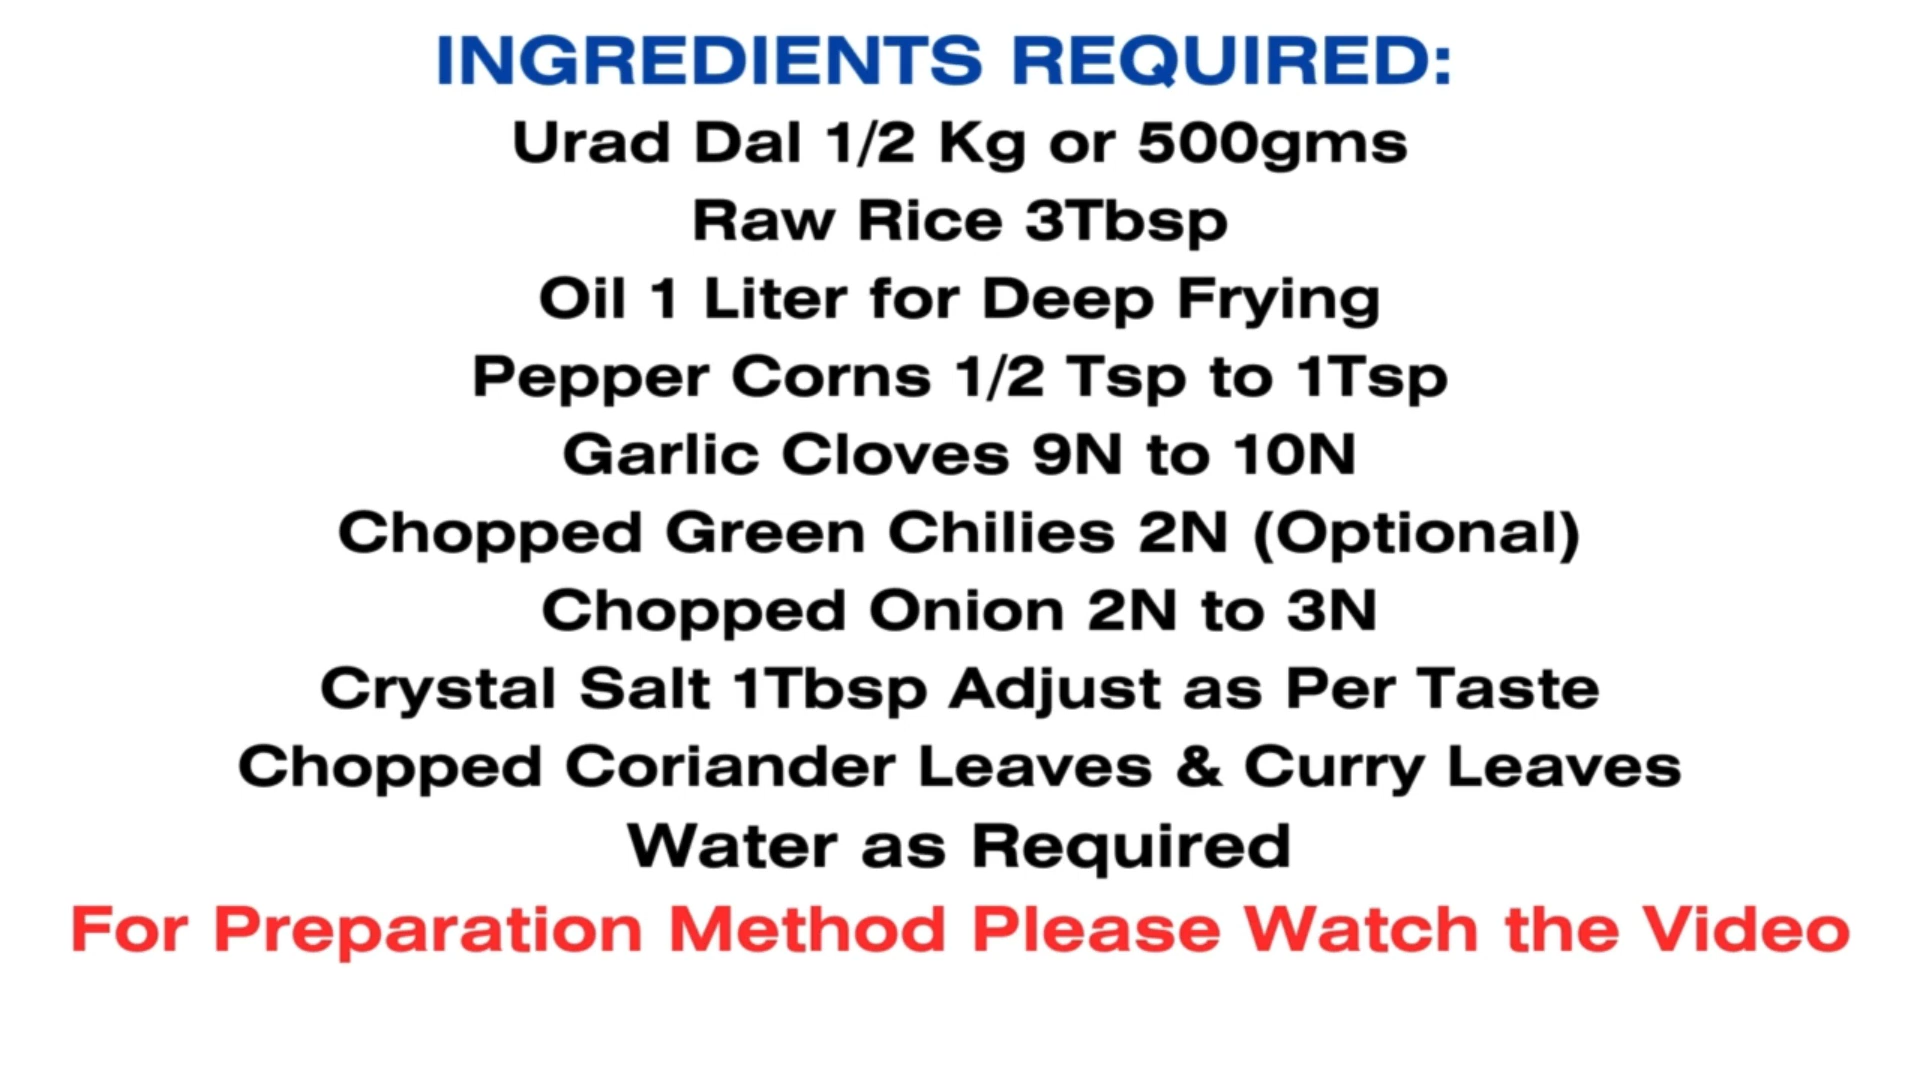 INGREDIENTS REQUIRED:
Urad Dal 1/2 Kg or 500gms
Raw Rice 3Tbsp
Oil 1 Liter for Deep Frying
Pepper Corns 1/2 Tsp to 1Tsp
Garlic Cloves 9N to 10N
Chopped Green Chilies 2N (Optional)
Chopped Onion 2N to 3N
Crystal Salt 1Tbsp Adjust as Per Taste
Chopped Coriander Leaves & Curry Leaves
Water as Required
For Preparation Method Please Watch the Video